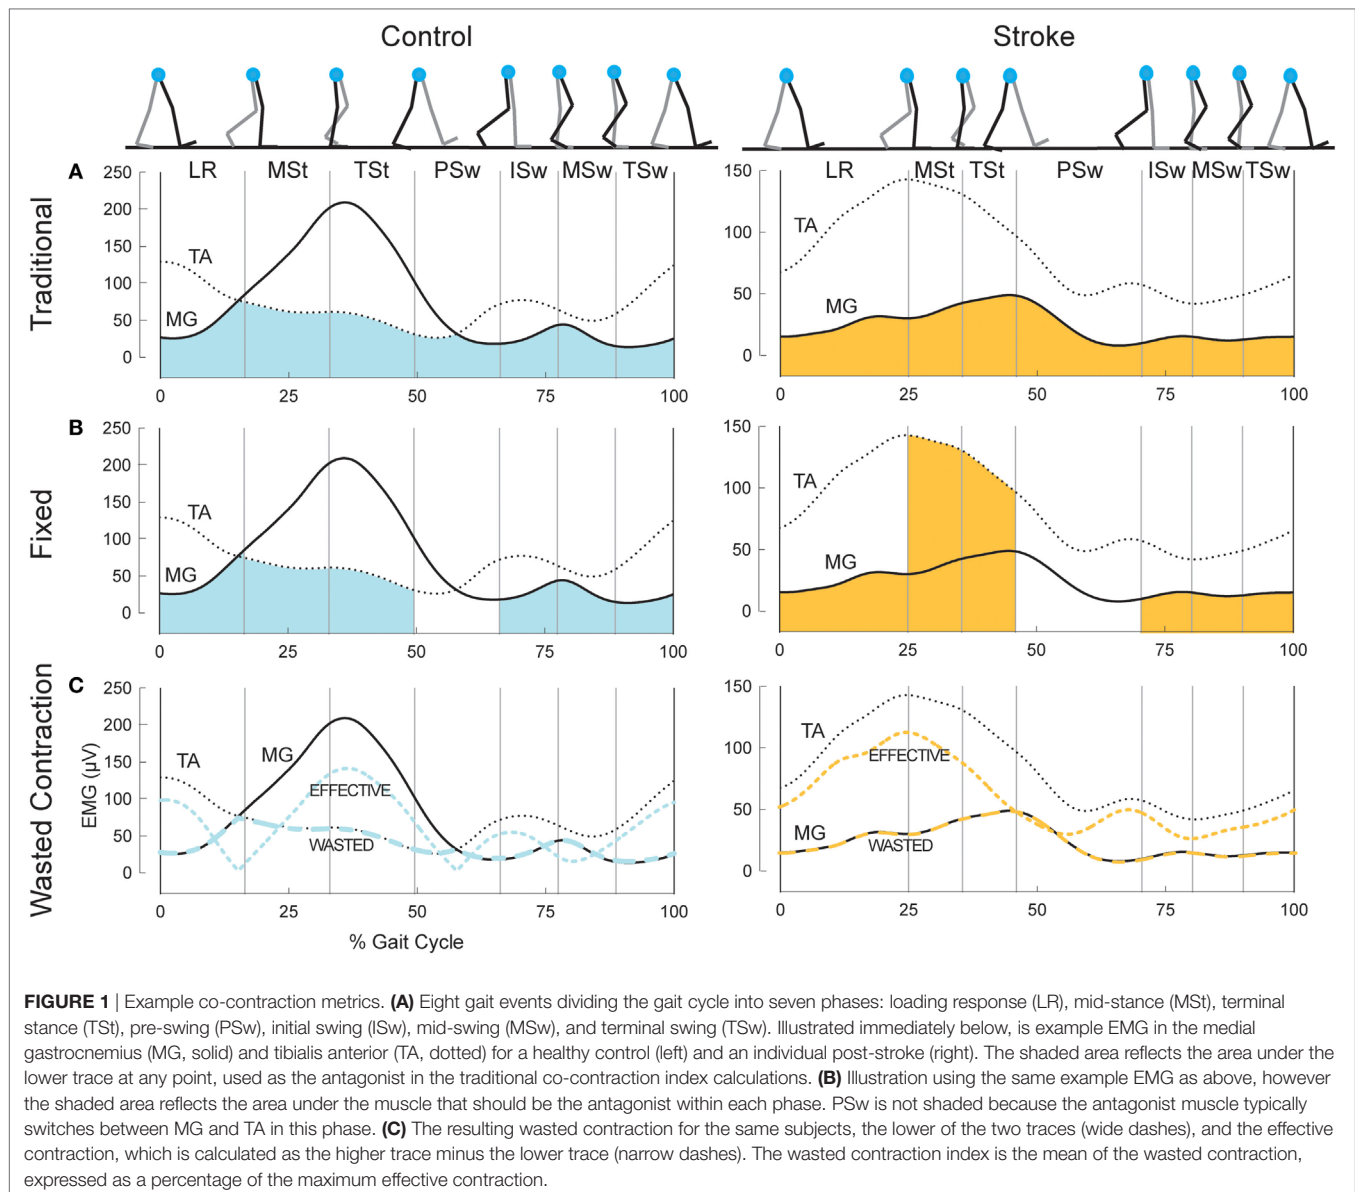 Control Stroke
A LR MSt TSt PSw ISw MSw TSw LR MSt TSt PSw ISw MSw TSw
Traditional
250
200
150
100
50
0
TA
MG
0 25 50 75 100
150
100
50
0
TA
MG
0 25 50 75 100
B
Fixed
250
200
150
100
50
0
TA
MG
0 25 50 75 100
150
100
50
0
TA
MG
0 25 50 75 100
C
Wasted Contraction
EMG (µV)
250
200
150
100
50
0
TA
MG
EFFECTIVE
WASTED
0 25 50 75 100
% Gait Cycle
150
100
50
0
TA
EFFECTIVE
MG
WASTED
0 25 50 75 100
FIGURE 1 | Example co-contraction metrics. (A) Eight gait events dividing the gait cycle into seven phases: loading response (LR), mid-stance (MSt), terminal
stance (TSt), pre-swing (PSw), initial swing (ISw), mid-swing (MSw), and terminal swing (TSw). Illustrated immediately below, is example EMG in the medial
gastrocnemius (MG, solid) and tibialis anterior (TA, dotted) for a healthy control (left) and an individual post-stroke (right). The shaded area reflects the area under the
lower trace at any point, used as the antagonist in the traditional co-contraction index calculations. (B) Illustration using the same example EMG as above, however
the shaded area reflects the area under the muscle that should be the antagonist within each phase. PSw is not shaded because the antagonist muscle typically
switches between MG and TA in this phase. (C) The resulting wasted contraction for the same subjects, the lower of the two traces (wide dashes), and the effective
contraction, which is calculated as the higher trace minus the lower trace (narrow dashes). The wasted contraction index is the mean of the wasted contraction,
expressed as a percentage of the maximum effective contraction.